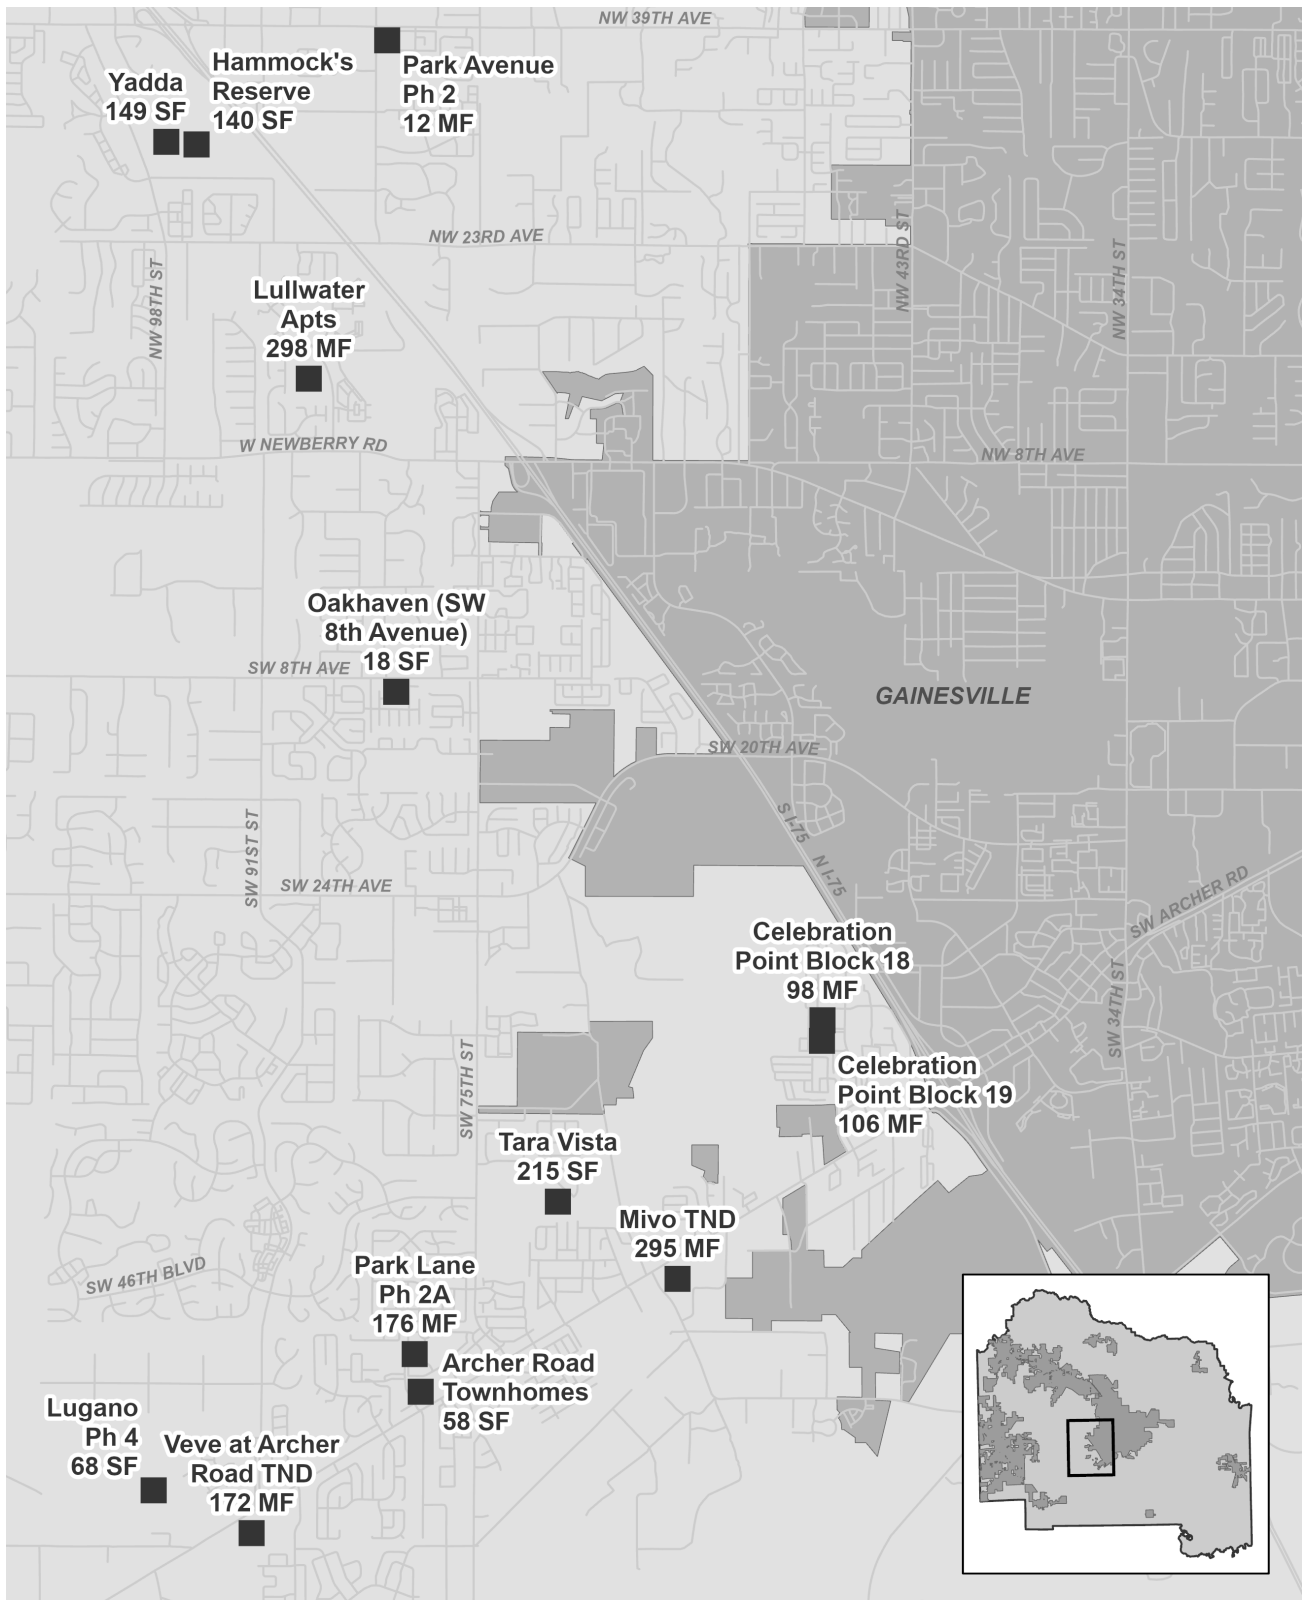 NW 39TH AVE
Yadda
149 SF
Hammock's
Reserve
140 SF
Park Avenue
Ph 2
12 MF
NW 23RD AVE
NW 43RD ST
NW 34TH ST
NW 98TH ST
Lullwater
Apts
298 MF
W NEWBERRY RD
NW 8TH AVE
Oakhaven (SW
8th Avenue)
18 SF
SW 8TH AVE
GAINESVILLE
SW 20TH AVE
S I-75
N I-75
SW 91ST ST
SW 24TH AVE
SW ARCHER RD
Celebration
Point Block 18
98 MF
SW 34TH ST
Celebration
Point Block 19
106 MF
SW 75TH ST
Tara Vista
215 SF
Mivo TND
295 MF
SW 46TH BLVD
Park Lane
Ph 2A
176 MF
Archer Road
Townhomes
58 SF
Lugano
Ph 4
68 SF
Veve at Archer
Road TND
172 MF